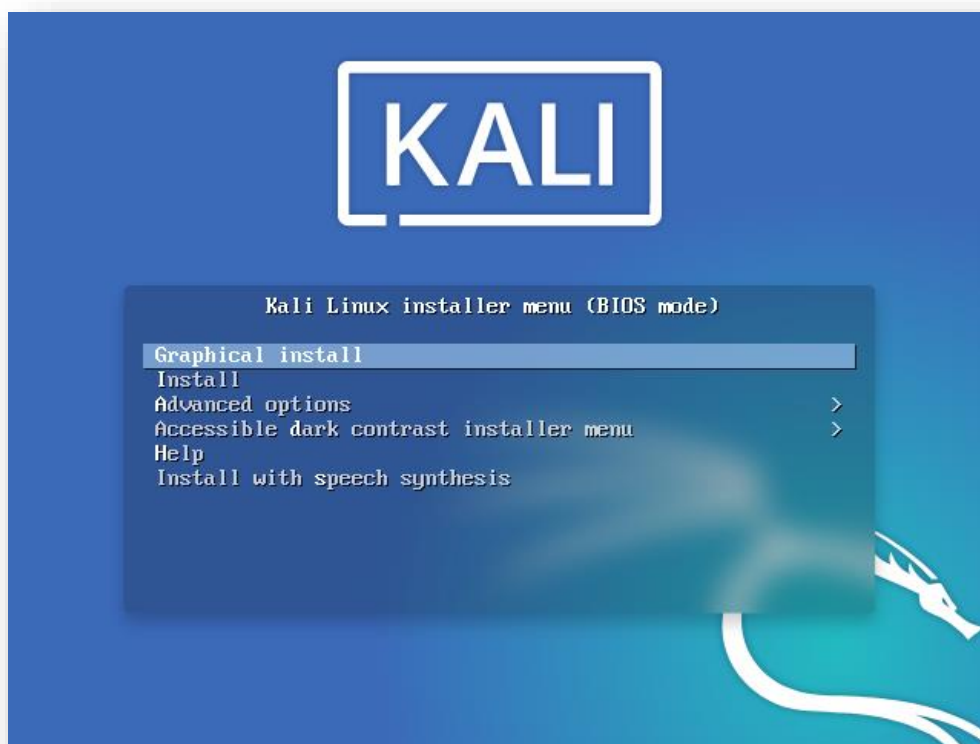 KALI
Kali Linux installer menu (BIOS mode)
Graphical install
Install
Advanced options >
Accessible dark contrast installer menu >
Help
Install with speech synthesis